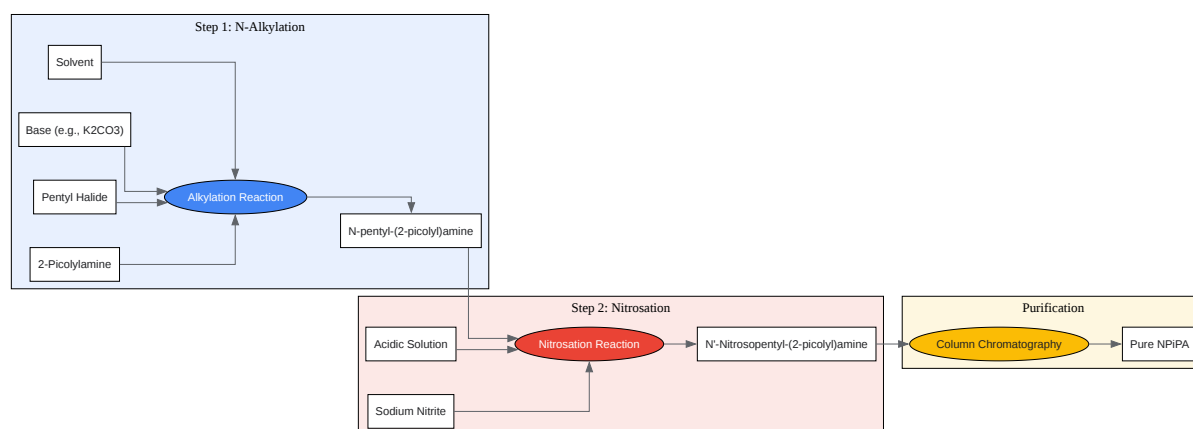 Step 1: N-Alkylation
Solvent
Base (e.g., K2CO3)
Pentyl Halide
Alkylation Reaction
2-Picolylamine
N-pentyl-(2-picolyl)amine
Step 2: Nitrosation
Acidic Solution
Nitrosation Reaction
N'-Nitrosopentyl-(2-picolyl)amine
Sodium Nitrite
Purification
Column Chromatography
Pure NPiPA